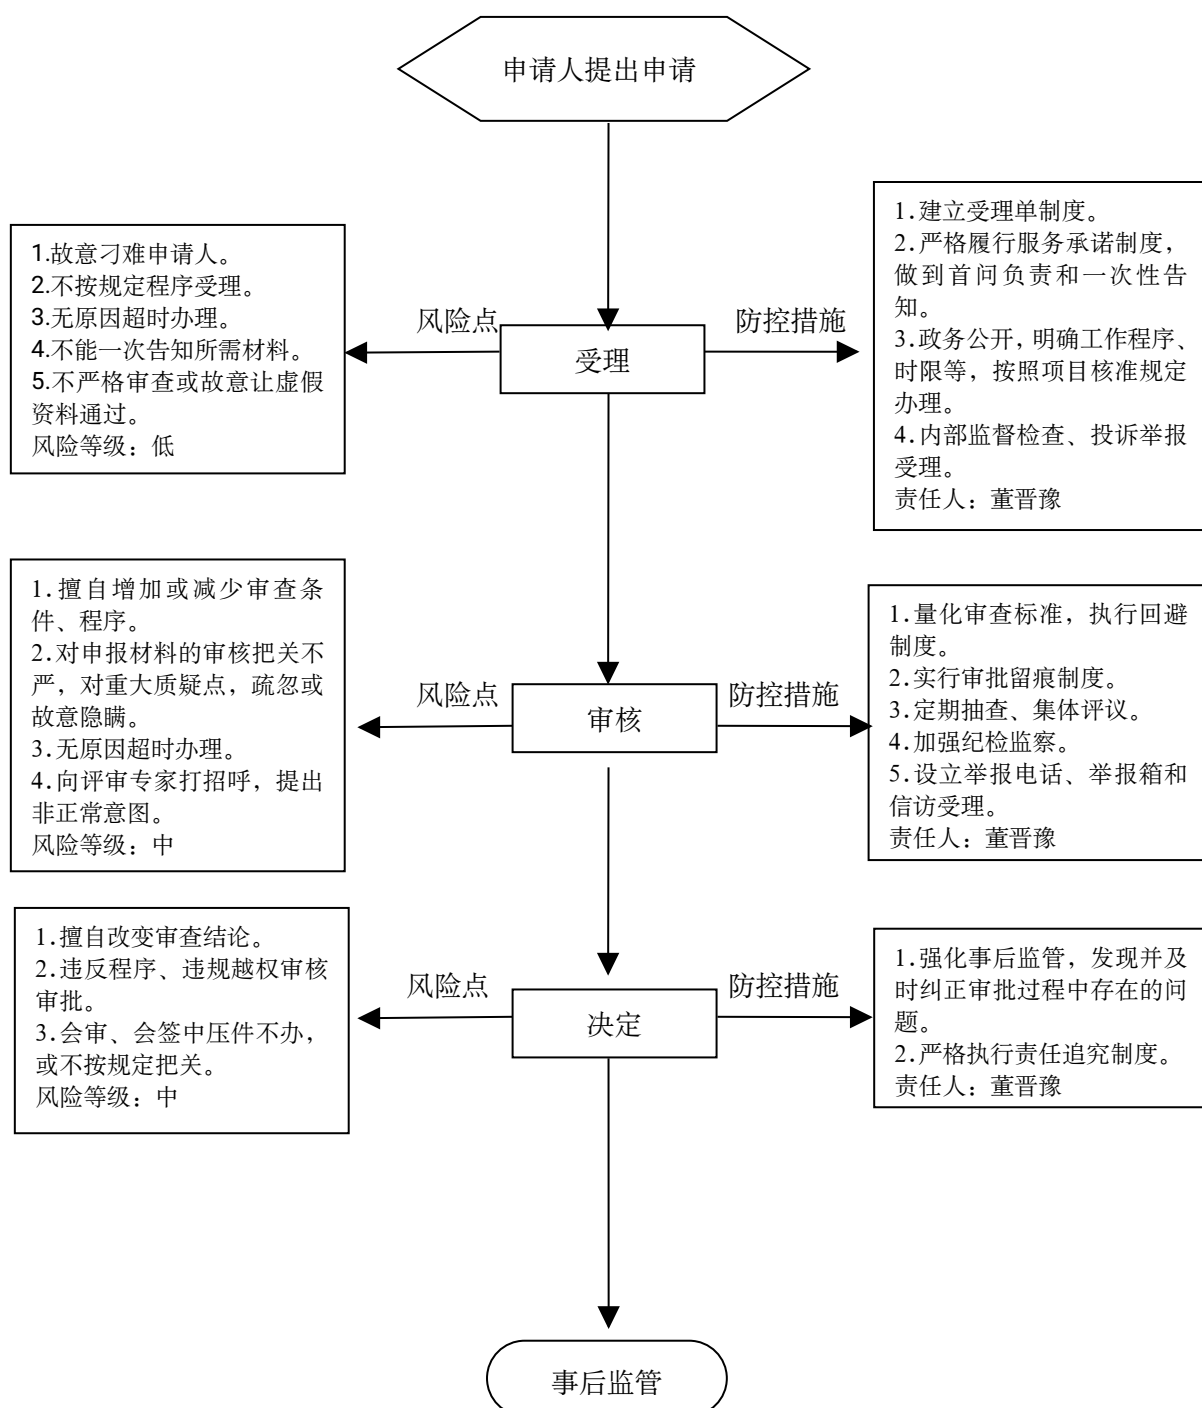 申请人提出申请
1.故意刁难申请人。
2.不按规定程序受理。
3.无原因超时办理。
4.不能一次告知所需材料。
5.不严格审查或故意让虚假
资料通过。
风险等级：低
风险点
受理
防控措施
1.建立受理单制度。
2.严格履行服务承诺制度，
做到首问负责和一次性告
知。
3.政务公开，明确工作程序、
时限等，按照项目核准规定
办理。
4.内部监督检查、投诉举报
受理。
责任人：董晋豫
1.擅自增加或减少审查条
件、程序。
2.对申报材料的审核把关不
严，对重大质疑点，疏忽或
故意隐瞒。
3.无原因超时办理。
4.向评审专家打招呼，提出
非正常意图。
风险等级：中
风险点
审核
防控措施
1.量化审查标准，执行回避
制度。
2.实行审批留痕制度。
3.定期抽查、集体评议。
4.加强纪检监察。
5.设立举报电话、举报箱和
信访受理。
责任人：董晋豫
1.擅自改变审查结论。
2.违反程序、违规越权审核
审批。
3.会审、会签中压件不办，
或不按规定把关。
风险等级：中
风险点
决定
防控措施
1.强化事后监管，发现并及
时纠正审批过程中存在的问
题。
2.严格执行责任追究制度。
责任人：董晋豫
事后监管